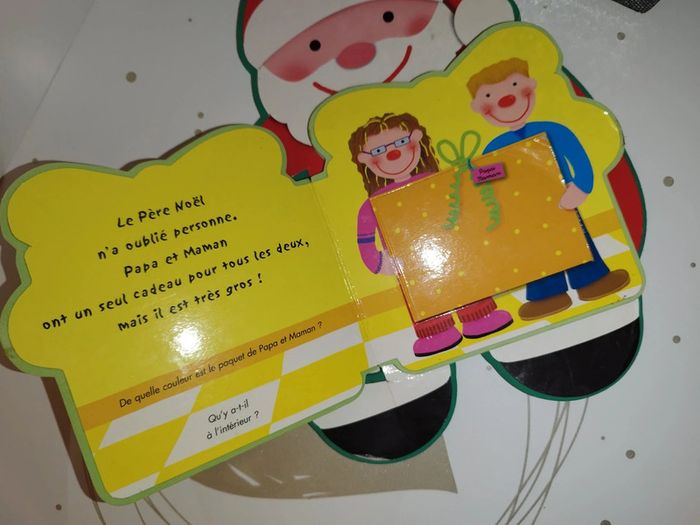 Le Père Noël
n'a oublié personne.
Papa et Maman
ont un seul cadeau pour tous les deux,
mais il est très gros !
De quelle couleur est le paquet de Papa et Maman ?
Qu'y a-t-il
à l'intérieur ?
Papa
Maman